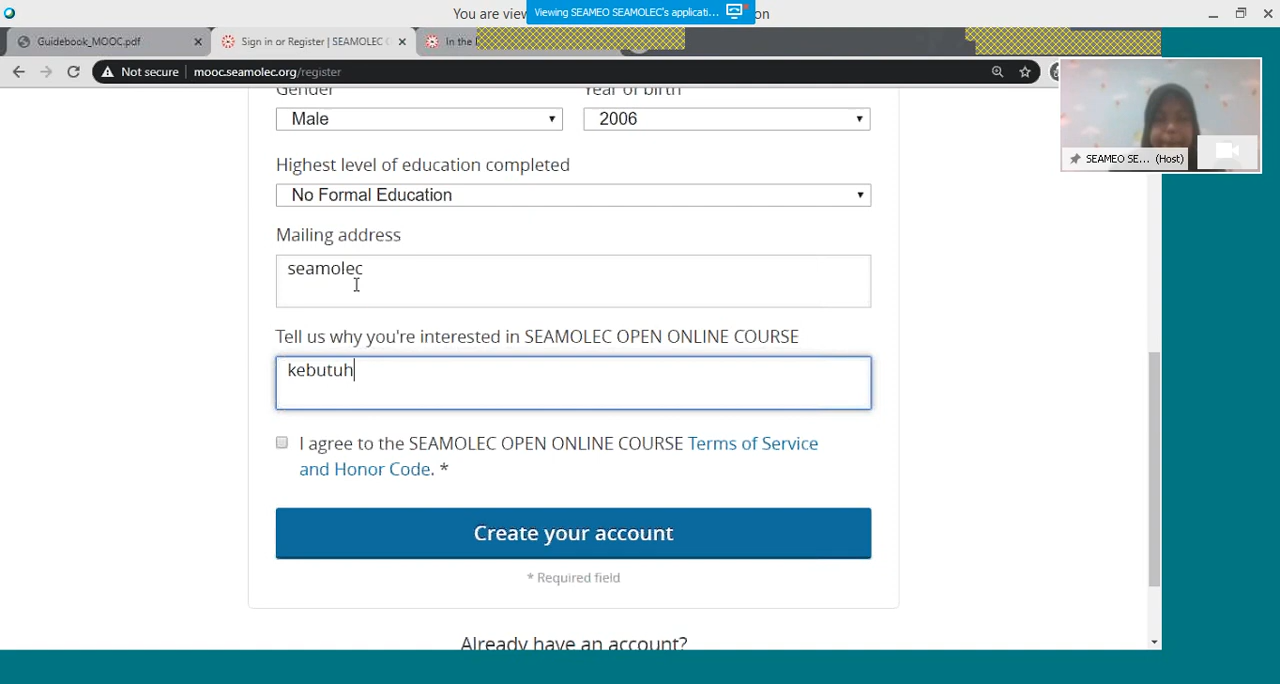 You are view
Viewing SEAMEO SEAMOLEC's applicati...
on
Guidebook_MOOC.pdf
Sign in or Register | SEAMOLEC
In the
Not secure
mooc.seamolec.org/register
Gender
Year of birth
Male
2006
Highest level of education completed
No Formal Education
Mailing address
seamolec
Tell us why you're interested in SEAMOLEC OPEN ONLINE COURSE
kebutuh
I agree to the SEAMOLEC OPEN ONLINE COURSE Terms of Service
and Honor Code. *
Create your account
* Required field
Already have an account?
SEAMEO SE... (Host)